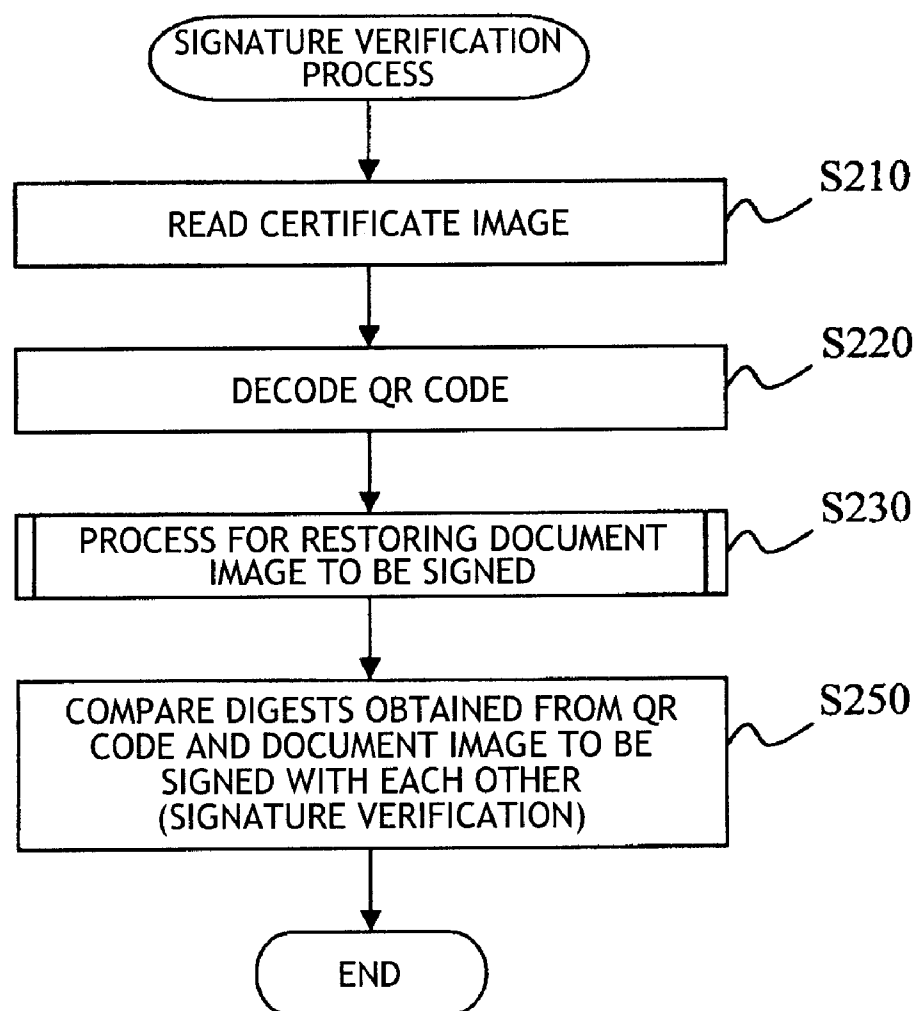 SIGNATURE VERIFICATION
PROCESS
S210
READ CERTIFICATE IMAGE
S220
DECODE QR CODE
S230
PROCESS FOR RESTORING DOCUMENT
IMAGE TO BE SIGNED
S250
COMPARE DIGESTS OBTAINED FROM QR
CODE AND DOCUMENT IMAGE TO BE
SIGNED WITH EACH OTHER
(SIGNATURE VERIFICATION)
END